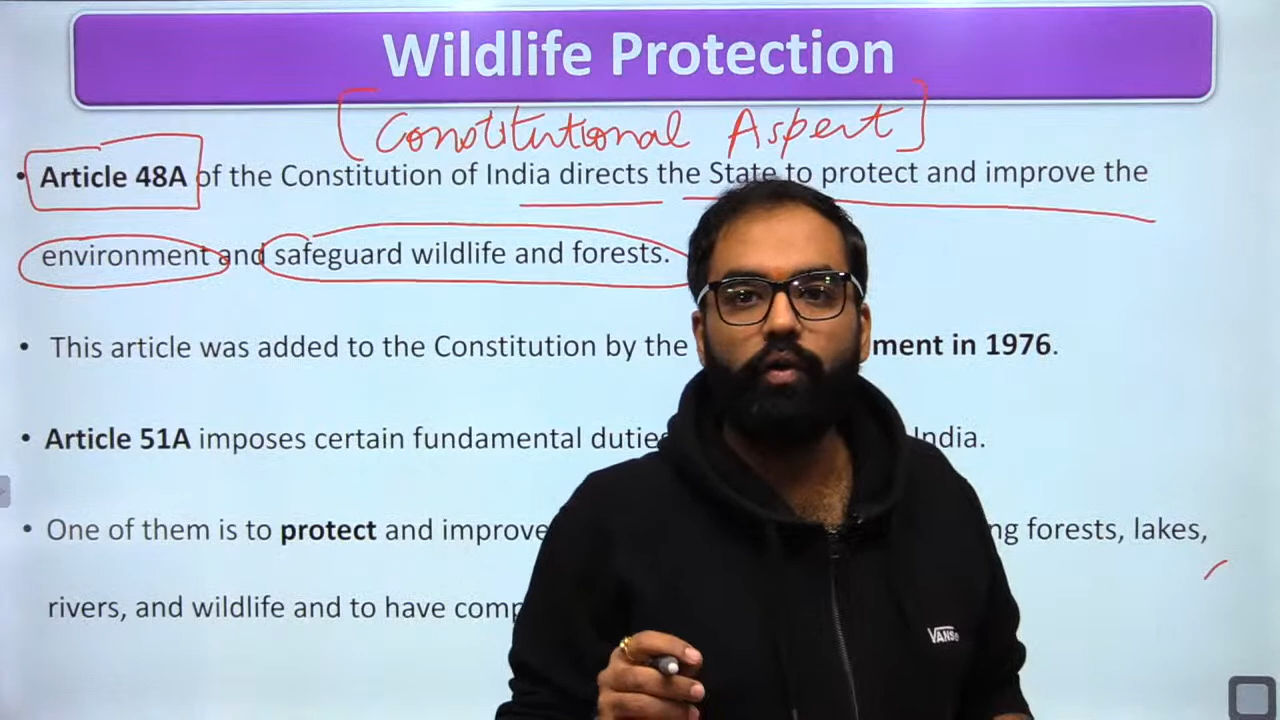 Wildlife Protection
[Constitutional Aspect]
• Article 48A of the Constitution of India directs the State to protect and improve the
environment and safeguard wildlife and forests.
• This article was added to the Constitution by the ment in 1976.
• Article 51A imposes certain fundamental dutie India.
• One of them is to protect and improve ng forests, lakes,
rivers, and wildlife and to have comp
VANS